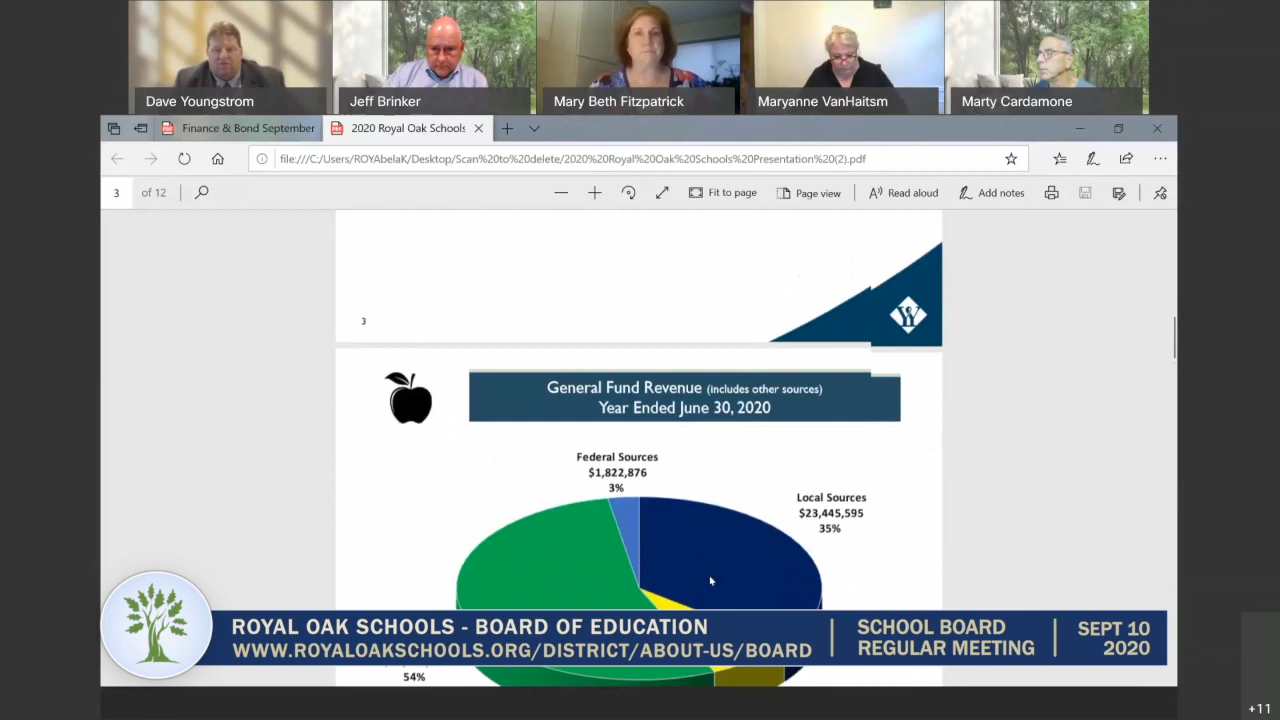 Dave Youngstrom
Jeff Brinker
Mary Beth Fitzpatrick
Maryanne VanHaitsm
Marty Cardamone
Finance & Bond September
2020 Royal Oak Schools
file:///C:/Users/ROYAbelaK/Desktop/Scan%20to%20delete/2020%20Royal%20Oak%20Schools%20Presentation%20(2).pdf
3 of 12
Fit to page
Page view
Read aloud
Add notes
3
General Fund Revenue (includes other sources)
Year Ended June 30, 2020
Federal Sources
$1,822,876
3%
Local Sources
$23,445,595
35%
54%
ROYAL OAK SCHOOLS - BOARD OF EDUCATION
WWW.ROYALOAKSCHOOLS.ORG/DISTRICT/ABOUT-US/BOARD
SCHOOL BOARD
REGULAR MEETING
SEPT 10
2020
+11